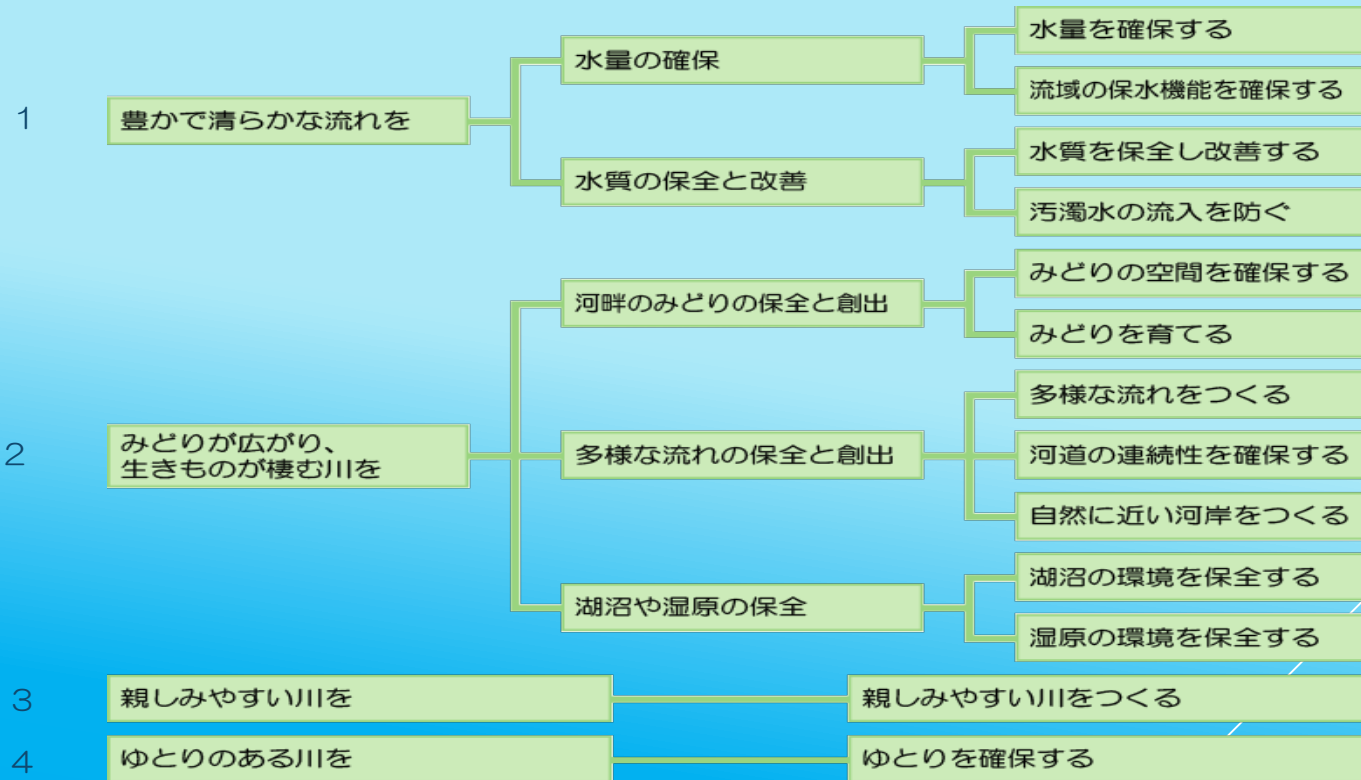 1
豊かで清らかな流れを
水量の確保
水量を確保する
流域の保水機能を確保する
水質の保全と改善
水質を保全し改善する
汚濁水の流入を防ぐ
2
みどりが広がり、
生きものが棲む川を
河畔のみどりの保全と創出
みどりの空間を確保する
みどりを育てる
多様な流れの保全と創出
多様な流れをつくる
河道の連続性を確保する
自然に近い河岸をつくる
湖沼や湿原の保全
湖沼の環境を保全する
湿原の環境を保全する
3
親しみやすい川を
親しみやすい川をつくる
4
ゆとりのある川を
ゆとりを確保する